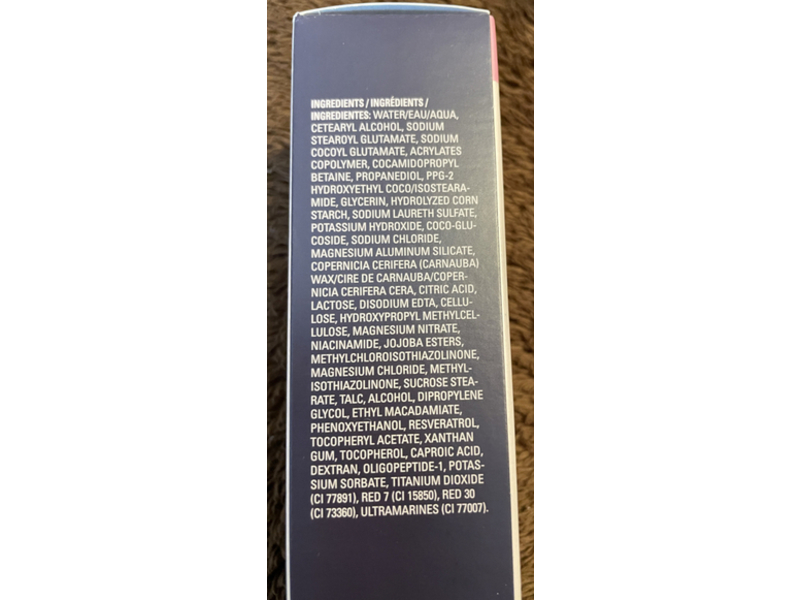 INGREDIENTS / INGRÉDIENTS /
INGREDIENTES: WATER/EAU/AQUA,
CETEARYL ALCOHOL, SODIUM
STEAROYL GLUTAMATE, SODIUM
COCOYL GLUTAMATE, ACRYLATES
COPOLYMER, COCAMIDOPROPYL
BETAINE, PROPANEDIOL, PPG-2
HYDROXYETHYL COCO/ISOSTEARA-
MIDE, GLYCERIN, HYDROLYZED CORN
STARCH, SODIUM LAURETH SULFATE,
POTASSIUM HYDROXIDE, COCO-GLU-
COSIDE, SODIUM CHLORIDE,
MAGNESIUM ALUMINUM SILICATE,
COPERNICIA CERIFERA (CARNAUBA)
WAX/CIRE DE CARNAUBA/COPER-
NICIA CERIFERA CERA, CITRIC ACID,
LACTOSE, DISODIUM EDTA, CELLU-
LOSE, HYDROXYPROPYL METHYLCEL-
LULOSE, MAGNESIUM NITRATE,
NIACINAMIDE, JOJOBA ESTERS,
METHYLCHLOROISOTHIAZOLINONE,
MAGNESIUM CHLORIDE, METHYL-
ISOTHIAZOLINONE, SUCROSE STEA-
RATE, TALC, ALCOHOL, DIPROPYLENE
GLYCOL, ETHYL MACADAMIATE,
PHENOXYETHANOL, RESVERATROL,
TOCOPHERYL ACETATE, XANTHAN
GUM, TOCOPHEROL, CAPROIC ACID,
DEXTRAN, OLIGOPEPTIDE-1, POTAS-
SIUM SORBATE, TITANIUM DIOXIDE
(CI 77891), RED 7 (CI 15850), RED 30
(CI 73360), ULTRAMARINES (CI 77007).